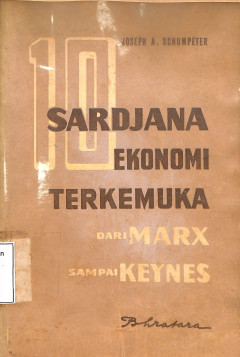 JOSEPH A. SCHUMPETER
10
SARDJANA
EKONOMI
TERKEMUKA
DARI MARX
SAMPAI KEYNES
Bhratara